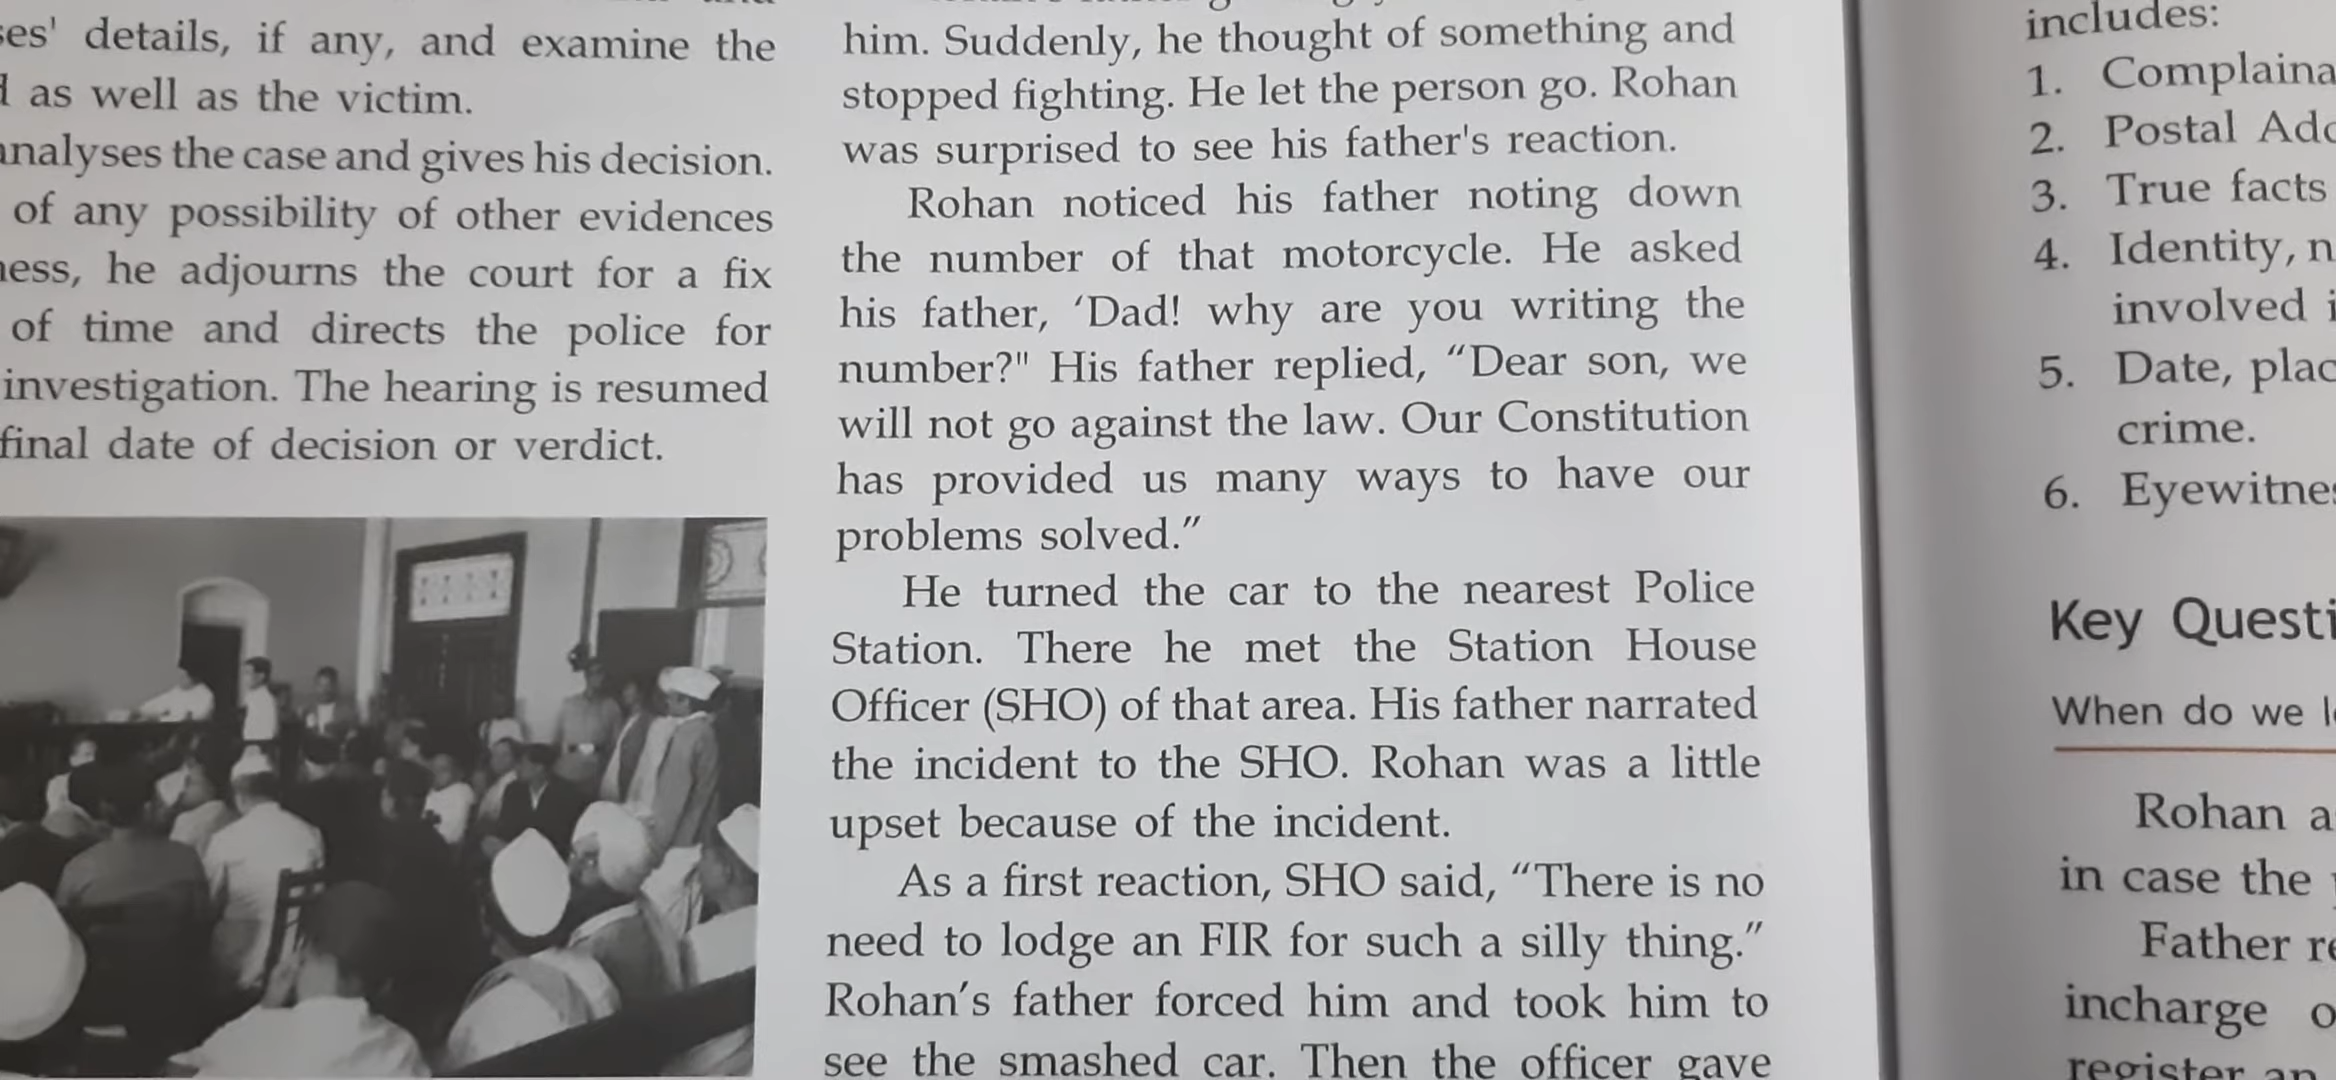 details, if any, and examine the
as well as the victim.
analyses the case and gives his decision.
of any possibility of other evidences
he adjourns the court for a fix
of time and directs the police for
investigation. The hearing is resumed
final date of decision or verdict.
him. Suddenly, he thought of something and
stopped fighting. He let the person go. Rohan
was surprised to see his father's reaction.
Rohan noticed his father noting down
the number of that motorcycle. He asked
his father, ‘Dad! why are you writing the
number?" His father replied, “Dear son, we
will not go against the law. Our Constitution
has provided us many ways to have our
problems solved.”
He turned the car to the nearest Police
Station. There he met the Station House
Officer (SHO) of that area. His father narrated
the incident to the SHO. Rohan was a little
upset because of the incident.
As a first reaction, SHO said, “There is no
need to lodge an FIR for such a silly thing.”
Rohan’s father forced him and took him to
see the smashed car. Then the officer gave
includes:
1.
2. Postal
3. True facts
4. Identity,
involved
5. Date,
crime.
6.
Key
When do we
Rohan
in case the
Father
incharge
register an